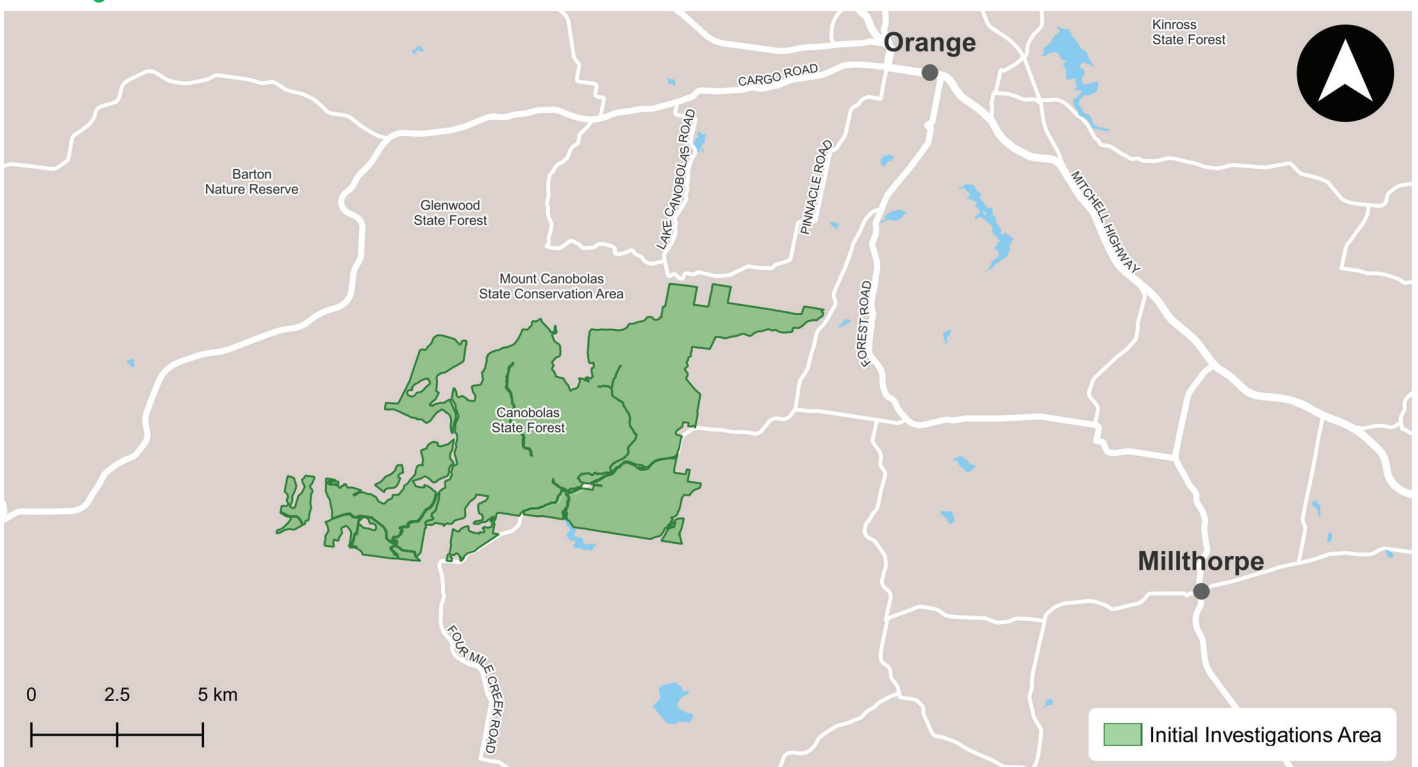 Kinross
State Forest
Orange
CARGO ROAD
LAKE CANOBOLAS ROAD
PINNACLE ROAD
MITCHELL HIGHWAY
Barton
Nature Reserve
Glenwood
State Forest
Mount Canobolas
State Conservation Area
FOREST ROAD
Canobolas
State Forest
Millthorpe
FOUR MILE CREEK ROAD
0 2.5 5 km
Initial Investigations Area